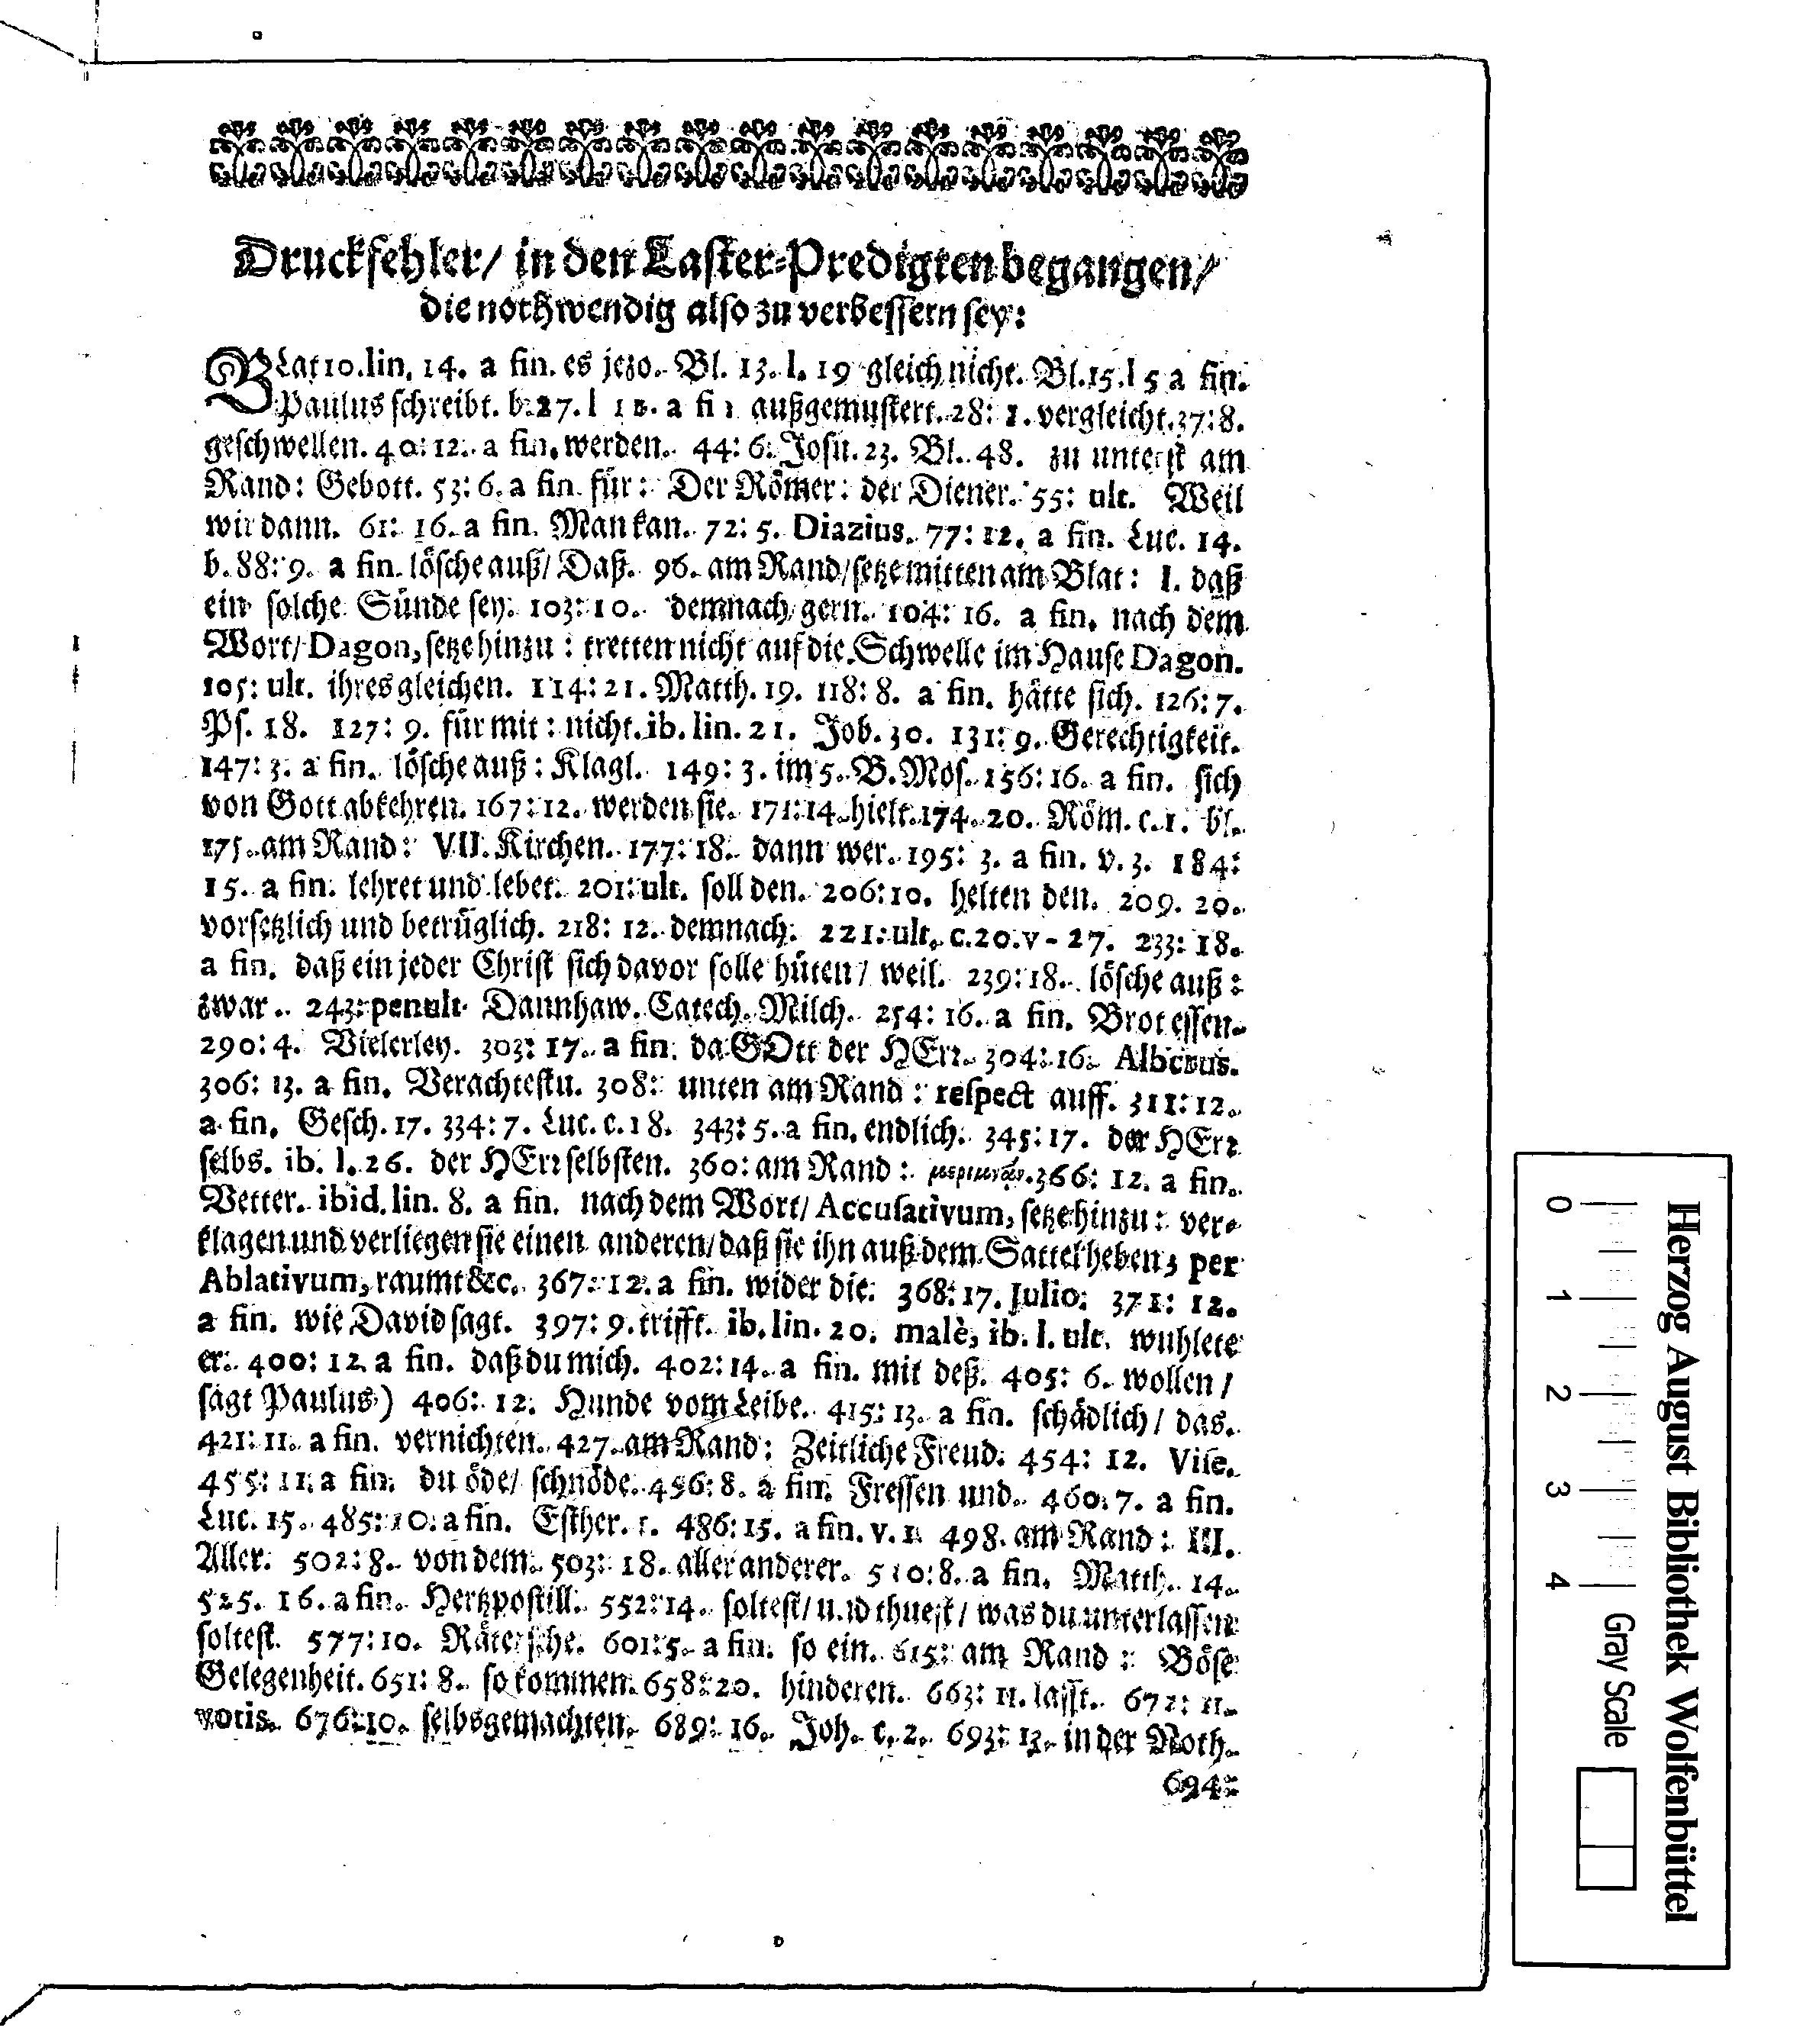 Druckfehler/ in den Laster-Predigten begangen/
die nothwendig also zu verbessern sey:
BLat 10. lin. 14. a fin. es jezo. Bl. 13. l. 19 gleich nicht. Bl. 15. l 5 a fin.
Paulus schreibt. b. 27. l 12. a fin außgemustert. 28: 1. vergleicht. 37: 8.
geschwellen. 40: 12. a fin. werden. 44: 6. Josu. 23. Bl. 48. zu unterst am
Rand: Gebott. 53: 6. a fin. für: Der Römer: der Diener. 55: ult. Weil
wir dann. 61: 16. a fin. Man kan. 72: 5. Diazius. 77: 12. a fin. Luc. 14.
b. 88: 9. a fin. lösche auß/ Daß. 96. am Rand/ setze mitten am Blat: I. daß
ein solche Sünde sey. 103: 10. demnach gern. 104: 16. a fin. nach dem
Wort/ Dagon, setze hinzu: tretten nicht auf die Schwelle im Hause Dagon.
105: ult. ihres gleichen. 114: 21. Matth. 19. 118: 8. a fin. hätte sich. 126: 7.
Ps. 18. 127: 9. für mit: nicht. ib. lin. 21. Job. 30. 131: 9. Gerechtigkeit.
147: 3. a fin. lösche auß: Klagl. 149: 3. im 5. B. Mos. 156: 16. a fin. sich
von Gott abkehren. 167: 12. werden sie. 171: 14. hielt. 174. 20. Röm. c. 1. bl.
175. am Rand: VII. Kirchen. 177: 18. dann wer. 195: 3. a fin. v. 3. 184:
15. a fin. lehret und lebet. 201: ult. soll den. 206: 10. helten den. 209. 20.
vorsetzlich und betrüglich. 218: 12. demnach. 221: ult. c. 20. v - 27. 233: 18.
a fin. daß ein jeder Christ sich davor solle hüten/ weil. 239: 18. lösche auß:
zwar. 243: penult. Dannhaw. Catech. Milch. 254: 16. a fin. Brot essen.
290: 4. Vielerley. 303: 17. a fin. da GOtt der HErr. 304: 16. Alberus.
306: 13. a fin. Verachtestu. 308: unten am Rand: respect auff. 311: 12.
a fin. Gesch. 17. 334: 7. Luc. c. 18. 343: 5. a fin. endlich. 345: 17. der HErr
selbs. ib. l. 26. der HErr selbsten. 360: am Rand: 366: 12. a fin.
Vetter. ibid. lin. 8. a fin. nach dem Wort/ Accusativum, setze hinzu: ver-
klagen und verliegen sie einen anderen/ daß sie ihn auß dem Sattel heben; per
Ablativum, raumt &c. 367: 12. a fin. wider die. 368: 17. Julio. 371: 12.
a fin. wie David sagt. 397: 9. trifft. ib. lin. 20. malè, ib. l. ult. wuhlete
er. 400: 12. a fin. daß du mich. 402: 14. a fin. mit deß. 405: 6. wollen/
sagt Paulus) 406: 12. Hunde vom Leibe. 415: 13. a fin. schädlich/ das.
421: 11. a fin. vernichten. 427. am Rand: Zeitliche Freud. 454: 12. Vise.
455: 11. a fin. du öde/ schnöde. 456: 8. a fin. Fressen und. 460. 7. a fin.
Luc. 15. 485: 10. a fin. Esther. 1. 486: 15. a fin. v. 1. 498. am Rand: III.
Aller. 502: 8. von dem. 503: 18. aller anderer. 510: 8. a fin. Matth. 14.
525. 16. a fin. Hertzpostill. 552: 14. soltest/ und thuest/ was du unterlassen
soltest. 577: 10. Rätersche. 601: 5. a fin. so ein. 615: am Rand: Böse
Gelegenheit. 651: 8. so kommen. 658: 20. hinderen. 663: 11. lasst. 672: 11.
votis. 676: 10. selbsgemachten. 689: 16. Joh. c. 2. 693: 13. in der Noth.
694:
Herzog August Bibliothek Wolfenbüttel
0 1 2 3 4 Gray Scale